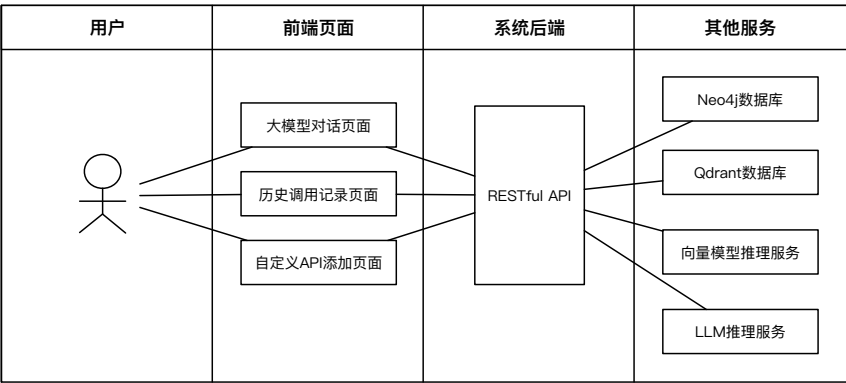 用户
前端页面
系统后端
其他服务
大模型对话页面
历史调用记录页面
自定义API添加页面
RESTful API
Neo4j数据库
Qdrant数据库
向量模型推理服务
LLM推理服务